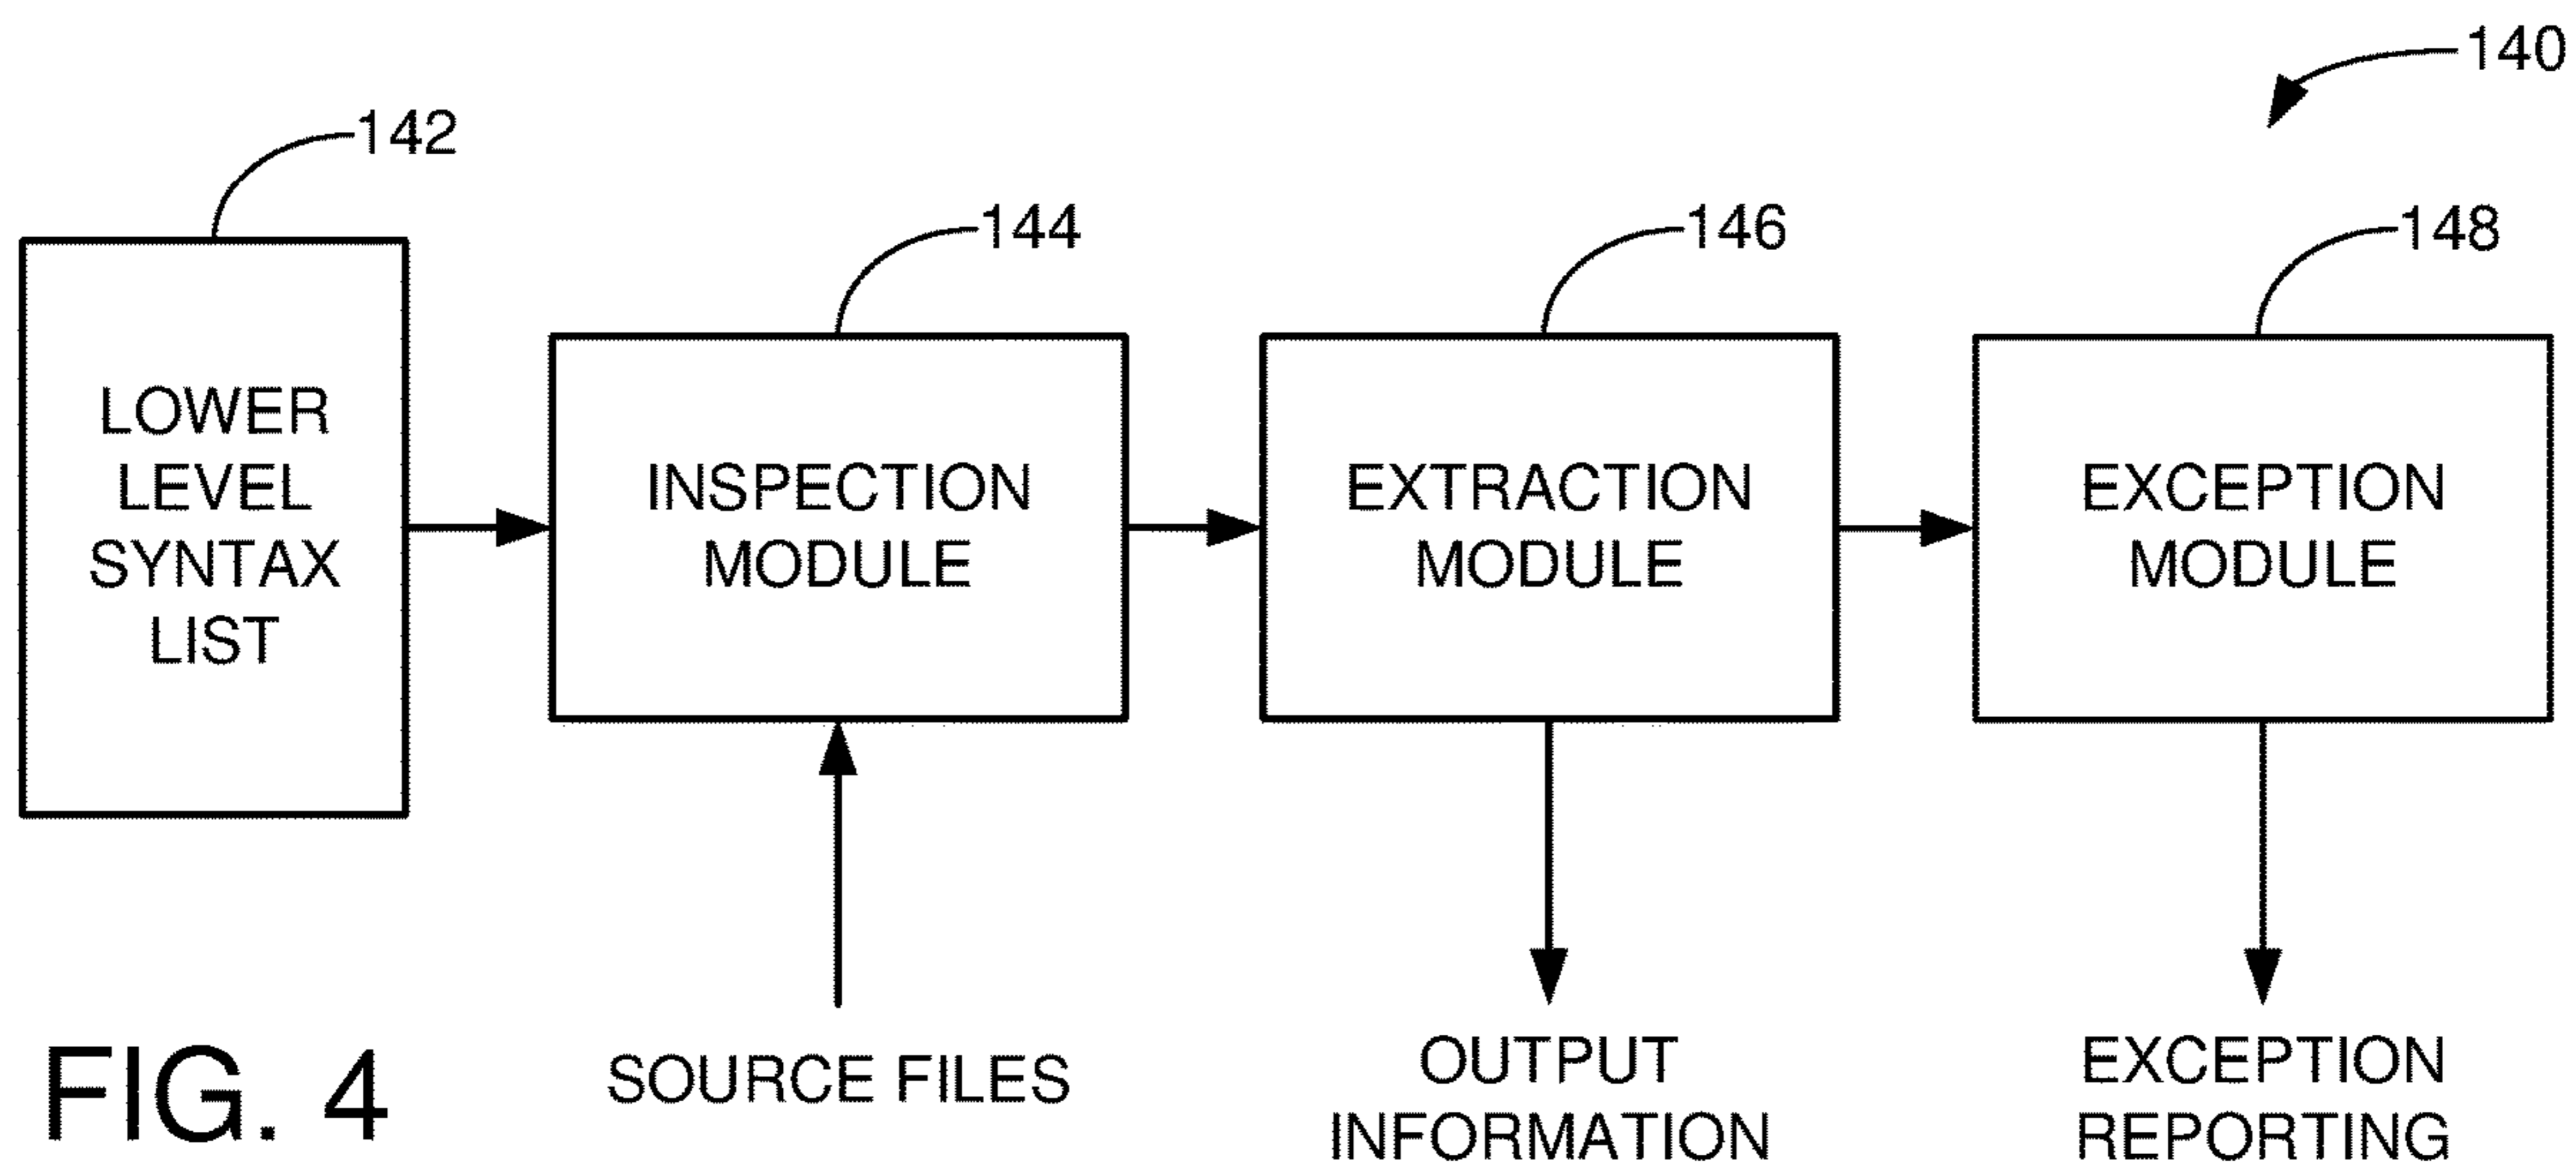 140
142
144
146
148
LOWER
LEVEL
SYNTAX
LIST
INSPECTION
MODULE
EXTRACTION
MODULE
EXCEPTION
MODULE
SOURCE FILES
OUTPUT
INFORMATION
EXCEPTION
REPORTING
FIG. 4